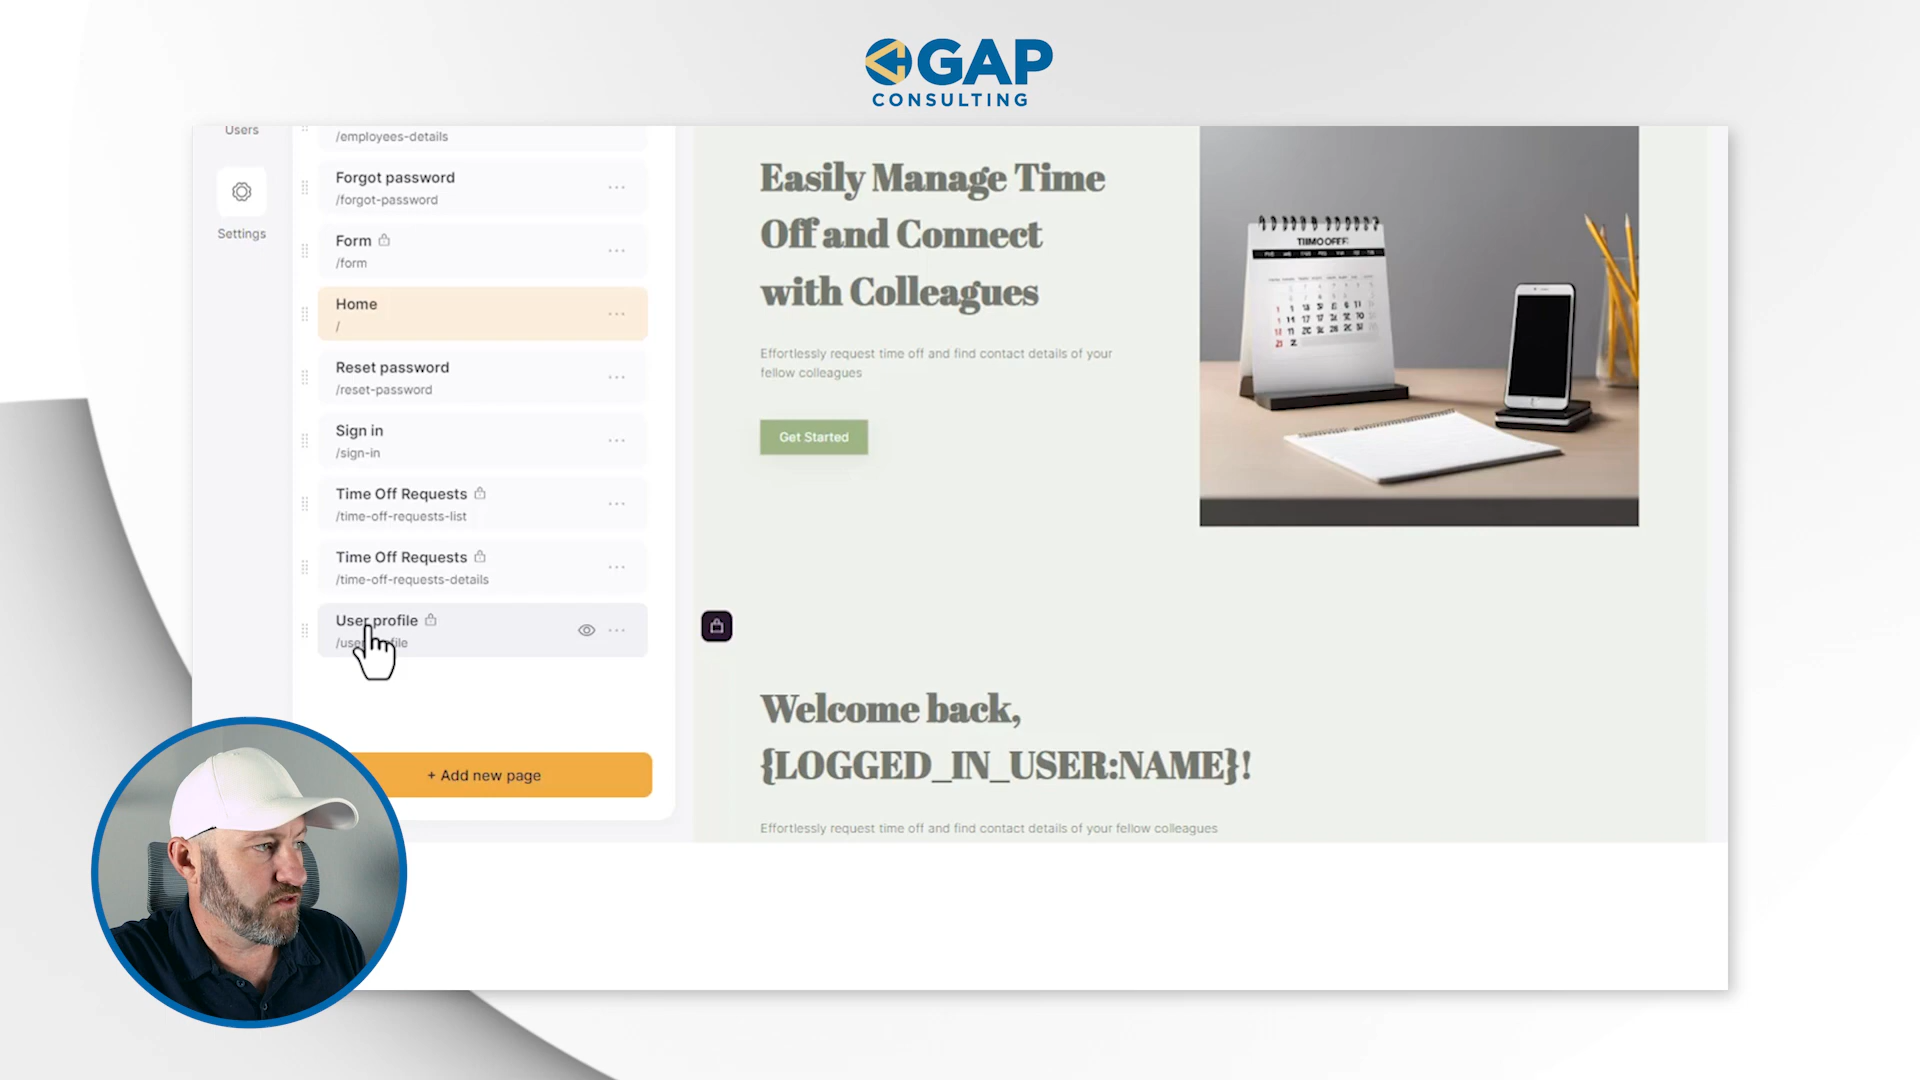 GAP
CONSULTING
Users
Settings
/employees-details
Forgot password
/forgot-password
Form
/form
Home
/
Reset password
/reset-password
Sign in
/sign-in
Time Off Requests
/time-off-requests-list
Time Off Requests
/time-off-requests-details
User profile
+ Add new page
Easily Manage Time
Off and Connect
with Colleagues
Effortlessly request time off and find contact details of your
fellow colleagues
Get Started
Welcome back,
{LOGGED_IN_USER:NAME}!
Effortlessly request time off and find contact details of your fellow colleagues